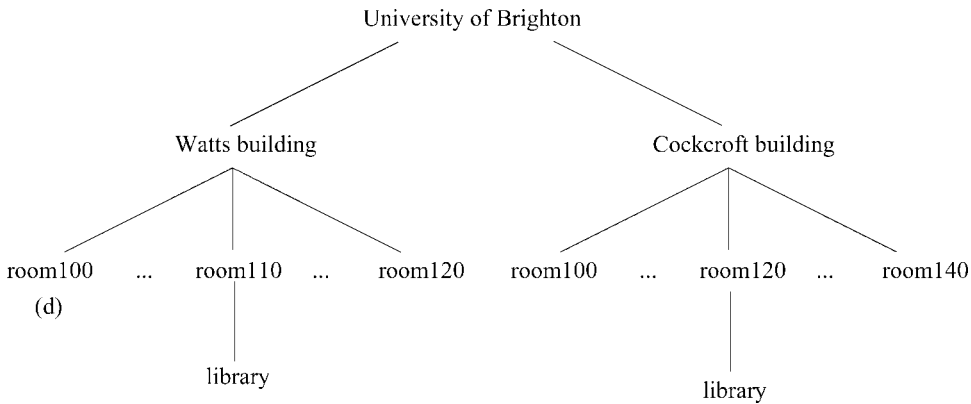 University of Brighton
Watts building Cockcroft building
room100 ... room110 ... room120 room100 ... room120 ... room140
(d)
library
library